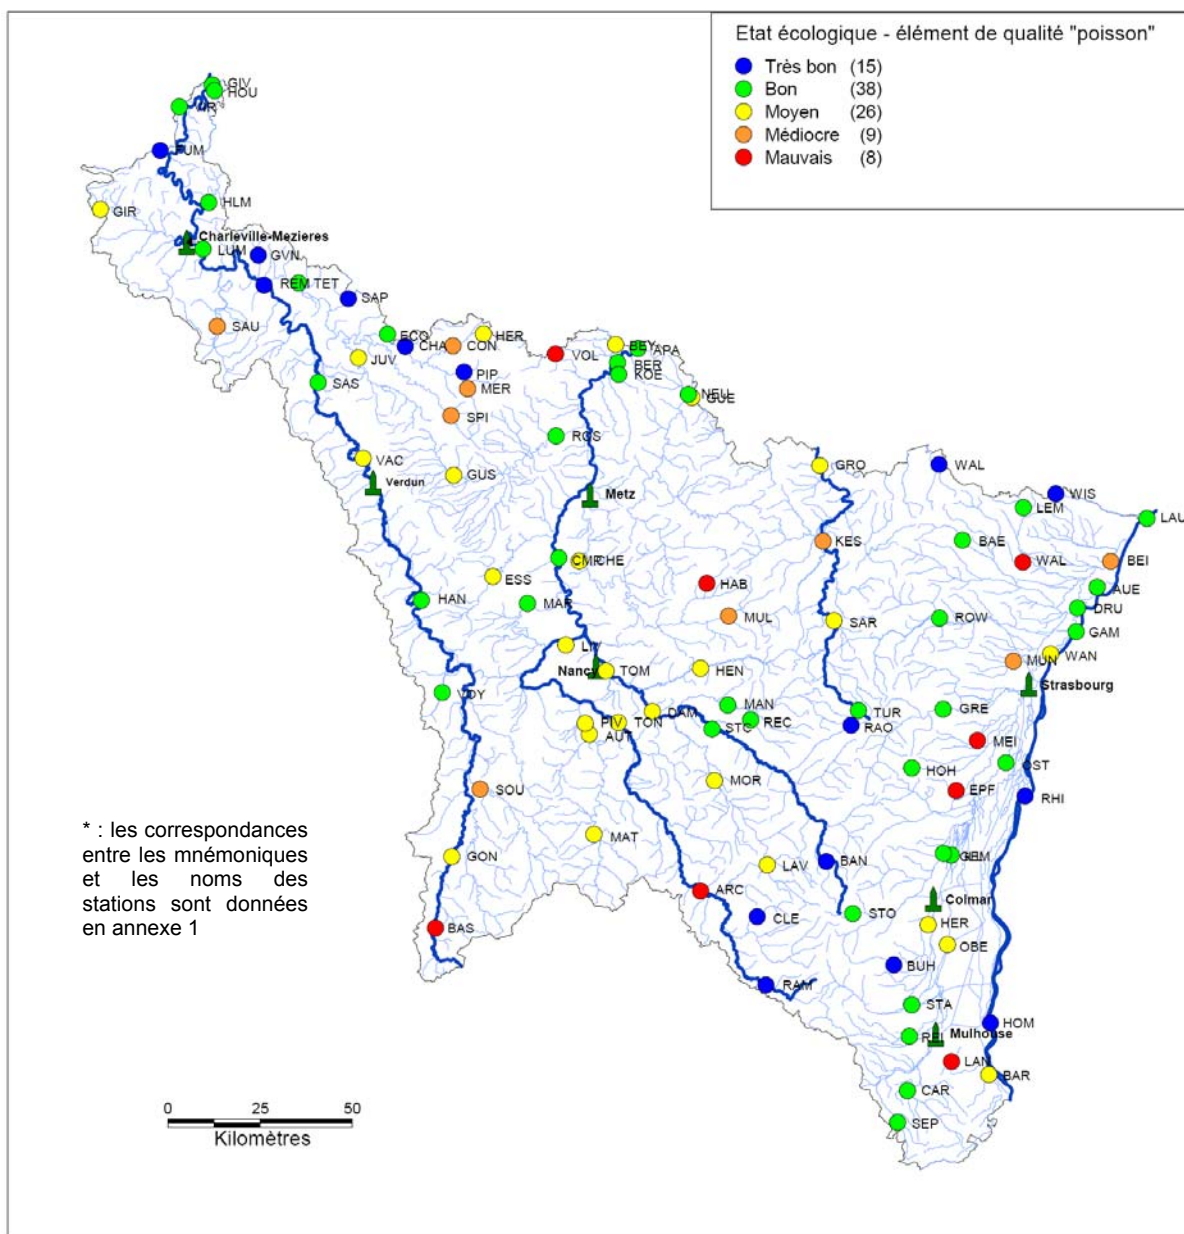 Etat écologique - élément de qualité "poisson"
Très bon (15)
Bon (38)
Moyen (26)
Médiocre (9)
Mauvais (8)
GIV
HOU
FUM
GIR
HLM
Charleville-Mezieres
LUM
GVN
REM TET
SAP
SAU
ECO
CHA
CON
HER
JUV
VOL
BEY
APA
BER
KOE
PIP
MER
SAS
NEU
GUE
SPI
ROS
VAC
Verdun
GUS
Metz
GRO
WAL
WIS
LEM
LAU
KES
BAE
CMR
CHE
WAL
BEI
ESS
HAB
AUE
HAN
MAR
MUL
SAR
ROW
DRU
GAM
LIV
Nancy
TOM
HEN
MUN
WAN
Strasbourg
VDY
MAN
REC
DAM
STC
TUR
RAO
GRE
PIV
TON
AUT
MEI
HOH
OST
MOR
SOU
EPF
RHI
* : les correspondances
entre les mnémoniques
et les noms des
stations sont données
en annexe 1
MAT
GON
LAV
BAN
ARC
CLE
STO
Colmar
HER
BAS
OBE
BUH
RAM
STA
HOM
Mulhouse
LAN
BAR
CAR
SEP
0 25 50
Kilomètres